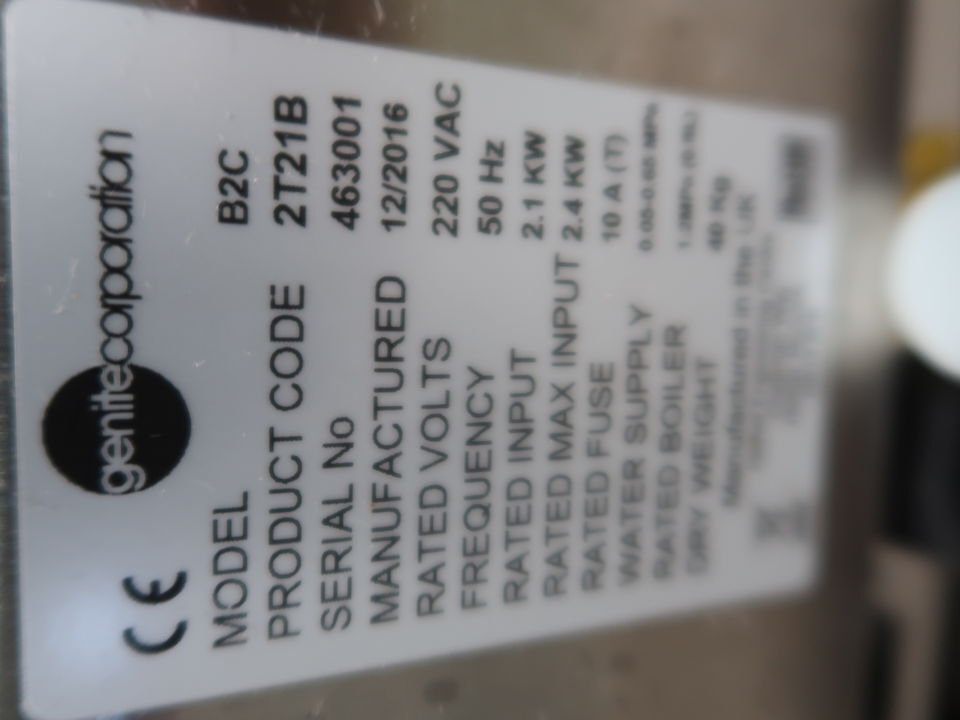 genitecorporation
CE
MODEL B2C
PRODUCT CODE 2T21B
SERIAL No 463001
MANUFACTURED 12/2016
RATED VOLTS 220 VAC
FREQUENCY 50 Hz
RATED INPUT 2.1 KW
RATED MAX INPUT 2.4 KW
RATED FUSE 10 A (T)
WATER SUPPLY
RATED BOILER
DRY WEIGHT 40 Kg
Manufactured in the UK